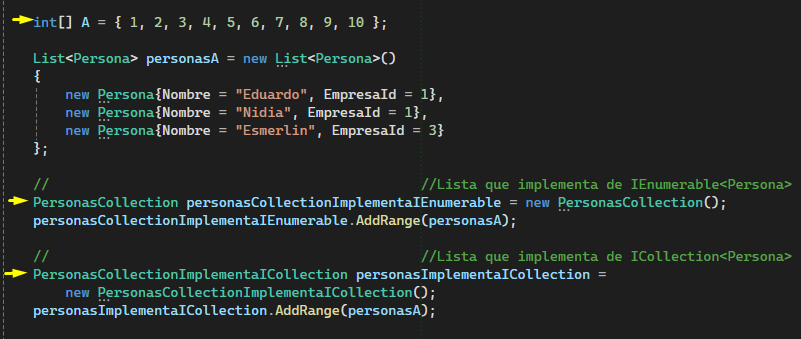 int[] A = { 1, 2, 3, 4, 5, 6, 7, 8, 9, 10 };
List<Persona> personasA = new List<Persona>()
{
new Persona{Nombre = "Eduardo", EmpresaId = 1},
new Persona{Nombre = "Nidia", EmpresaId = 1},
new Persona{Nombre = "Esmerlin", EmpresaId = 3}
};
// //Lista que implementa de IEnumerable<Persona>
PersonasCollection personasCollectionImplementaIEnumerable = new PersonasCollection();
personasCollectionImplementaIEnumerable.AddRange(personasA);
// //Lista que implementa de ICollection<Persona>
PersonasCollectionImplementaICollection personasImplementaICollection =
new PersonasCollectionImplementaICollection();
personasImplementaICollection.AddRange(personasA);